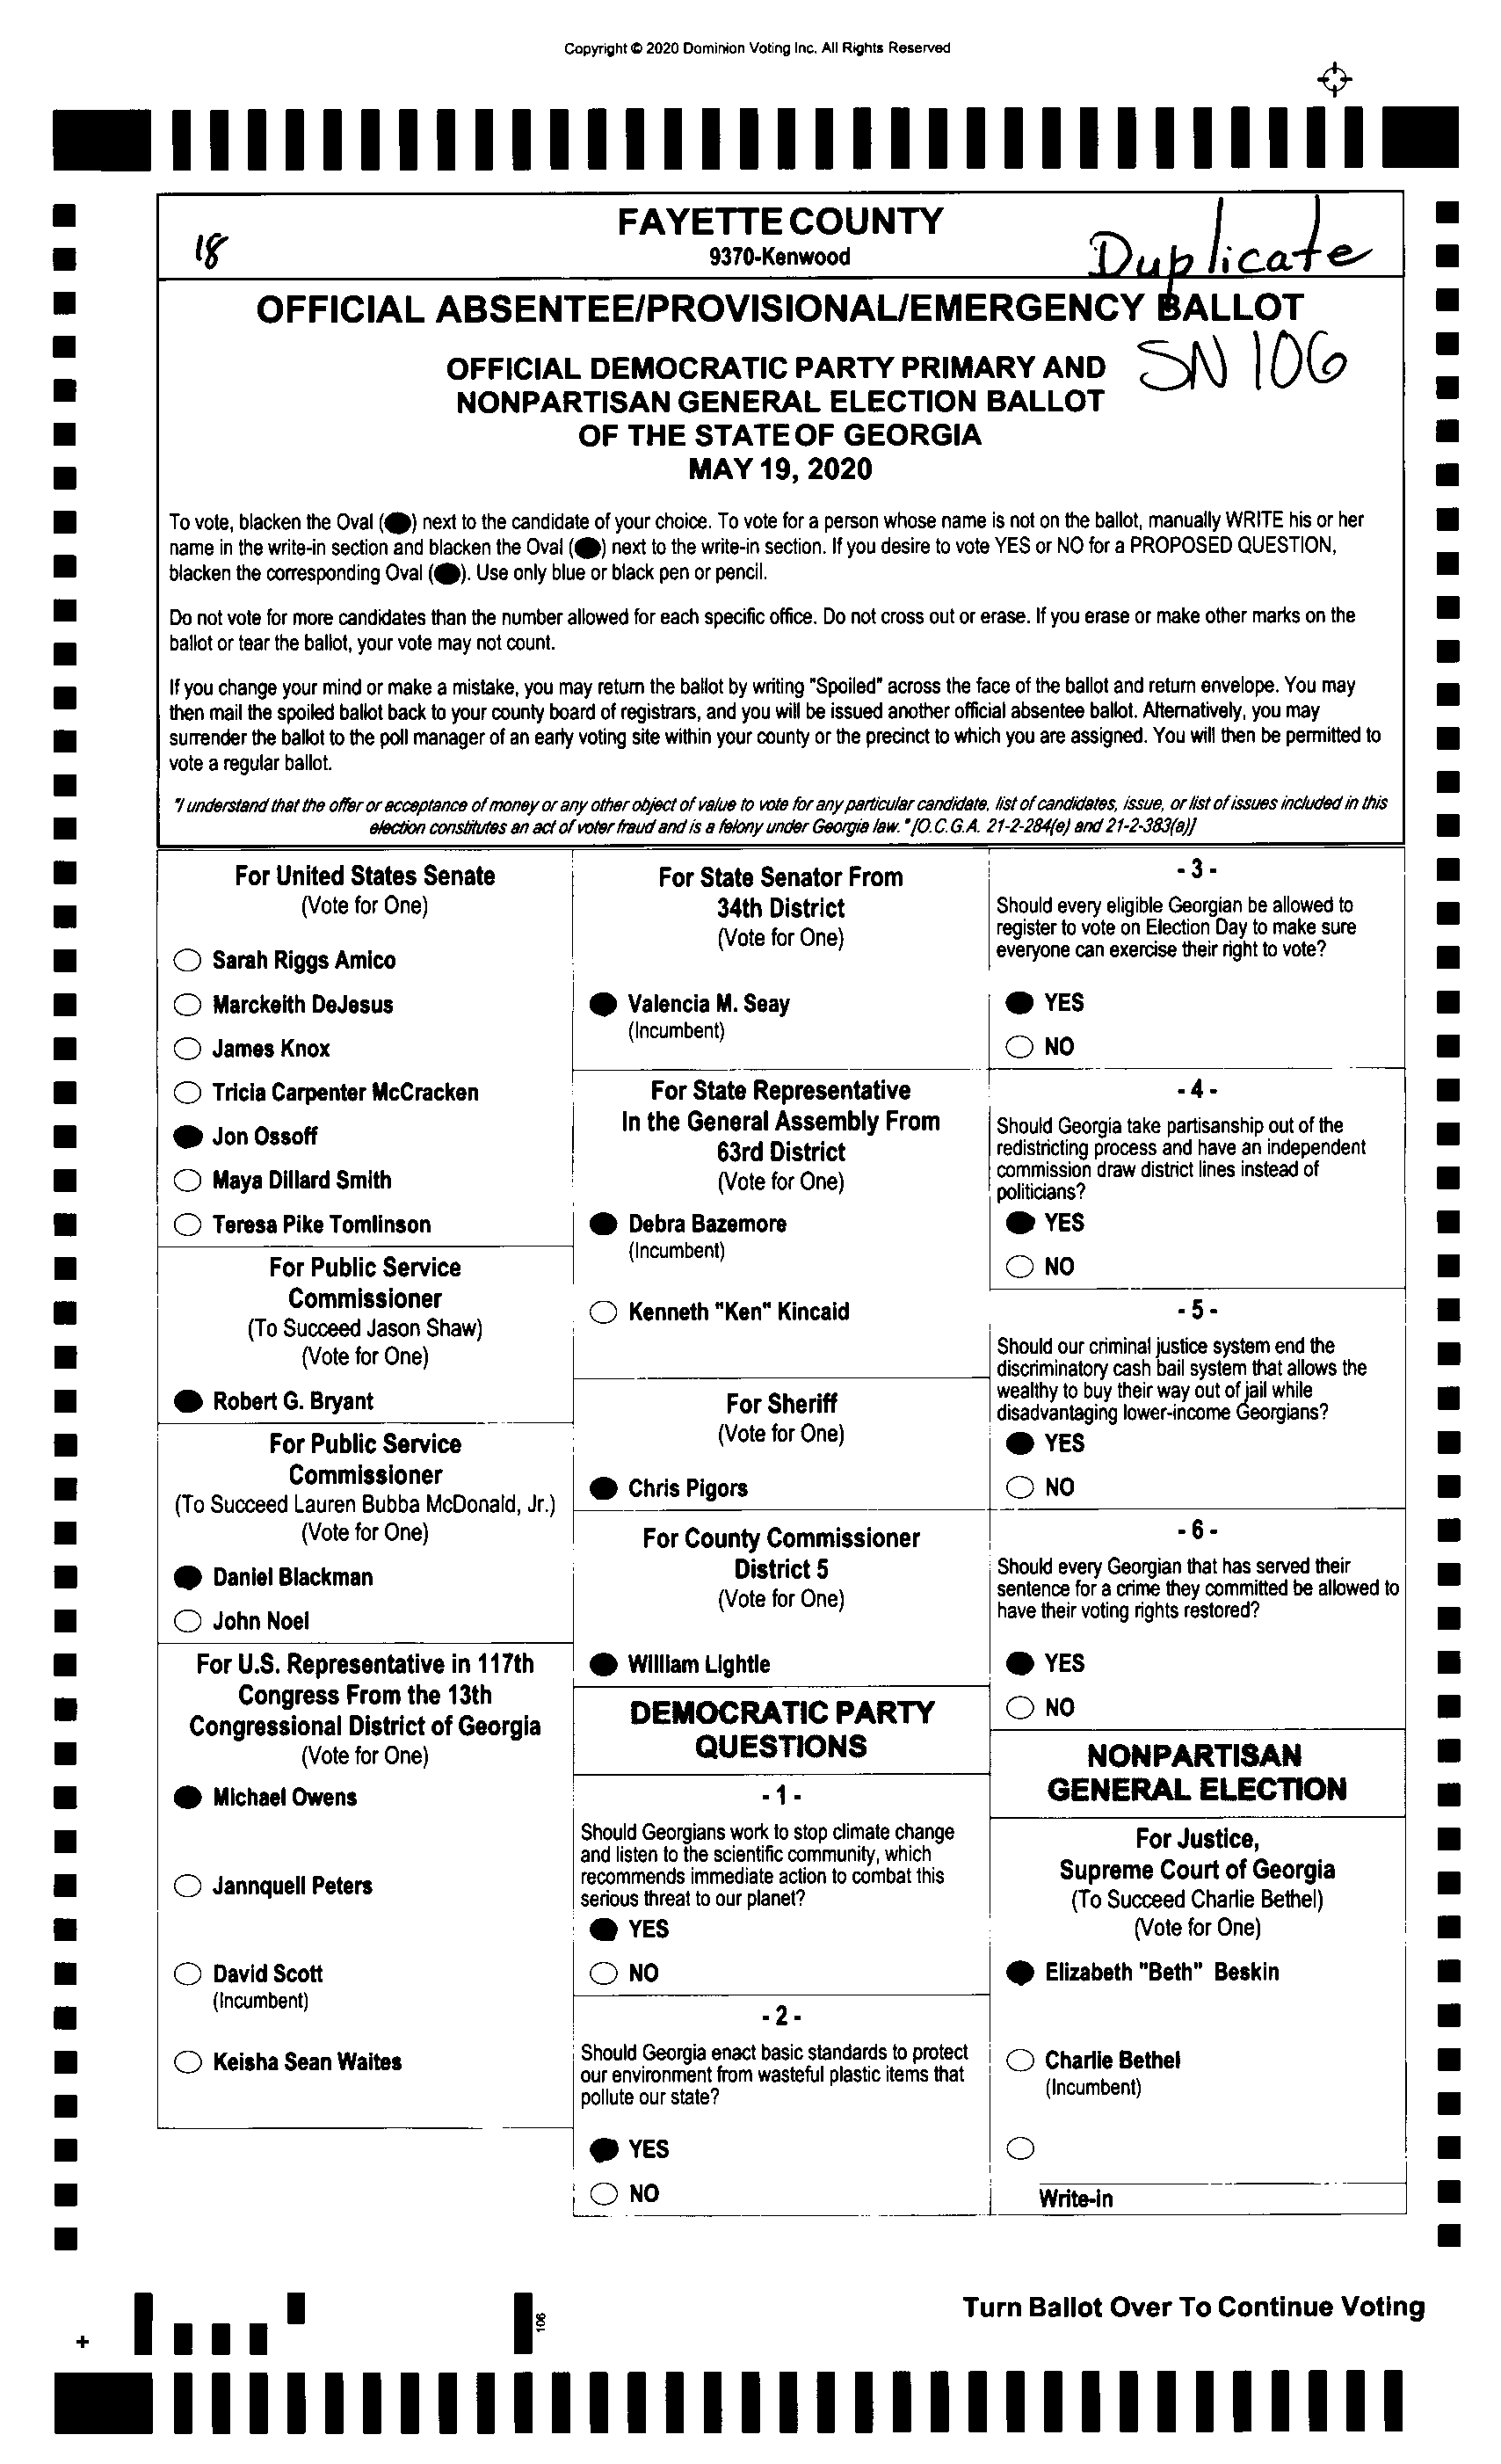 Copyright © 2020 Dominion Voting Inc. All Rights Reserved
FAYETTE COUNTY
18
9370-Kenwood
Duplicate
OFFICIAL ABSENTEE/PROVISIONAL/EMERGENCY BALLOT
SN 106
OFFICIAL DEMOCRATIC PARTY PRIMARY AND
NONPARTISAN GENERAL ELECTION BALLOT
OF THE STATE OF GEORGIA
MAY 19, 2020
To vote, blacken the Oval ( ) next to the candidate of your choice. To vote for a person whose name is not on the ballot, manually WRITE his or her
name in the write-in section and blacken the Oval ( ) next to the write-in section. If you desire to vote YES or NO for a PROPOSED QUESTION,
blacken the corresponding Oval ( ). Use only blue or black pen or pencil.
Do not vote for more candidates than the number allowed for each specific office. Do not cross out or erase. If you erase or make other marks on the
ballot or tear the ballot, your vote may not count.
If you change your mind or make a mistake, you may return the ballot by writing "Spoiled" across the face of the ballot and return envelope. You may
then mail the spoiled ballot back to your county board of registrars, and you will be issued another official absentee ballot. Alternatively, you may
surrender the ballot to the poll manager of an early voting site within your county or the precinct to which you are assigned. You will then be permitted to
vote a regular ballot.
"I understand that the offer or acceptance of money or any other object of value to vote for any particular candidate, list of candidates, issue, or list of issues included in this
election constitutes an act of voter fraud and is a felony under Georgia law." [O.C.G.A. 21-2-284(e) and 21-2-383(a)]
For United States Senate
(Vote for One)
Sarah Riggs Amico
Marckeith DeJesus
James Knox
Tricia Carpenter McCracken
Jon Ossoff
Maya Dillard Smith
Teresa Pike Tomlinson
For Public Service
Commissioner
(To Succeed Jason Shaw)
(Vote for One)
Robert G. Bryant
For Public Service
Commissioner
(To Succeed Lauren Bubba McDonald, Jr.)
(Vote for One)
Daniel Blackman
John Noel
For U.S. Representative in 117th
Congress From the 13th
Congressional District of Georgia
(Vote for One)
Michael Owens
Jannquell Peters
David Scott
(Incumbent)
Keisha Sean Waites
For State Senator From
34th District
(Vote for One)
Valencia M. Seay
(Incumbent)
For State Representative
In the General Assembly From
63rd District
(Vote for One)
Debra Bazemore
(Incumbent)
Kenneth "Ken" Kincaid
For Sheriff
(Vote for One)
Chris Pigors
For County Commissioner
District 5
(Vote for One)
William Lightle
DEMOCRATIC PARTY
QUESTIONS
- 1 -
Should Georgians work to stop climate change
and listen to the scientific community, which
recommends immediate action to combat this
serious threat to our planet?
YES
NO
- 2 -
Should Georgia enact basic standards to protect
our environment from wasteful plastic items that
pollute our state?
YES
NO
- 3 -
Should every eligible Georgian be allowed to
register to vote on Election Day to make sure
everyone can exercise their right to vote?
YES
NO
- 4 -
Should Georgia take partisanship out of the
redistricting process and have an independent
commission draw district lines instead of
politicians?
YES
NO
- 5 -
Should our criminal justice system end the
discriminatory cash bail system that allows the
wealthy to buy their way out of jail while
disadvantaging lower-income Georgians?
YES
NO
- 6 -
Should every Georgian that has served their
sentence for a crime they committed be allowed to
have their voting rights restored?
YES
NO
NONPARTISAN
GENERAL ELECTION
For Justice,
Supreme Court of Georgia
(To Succeed Charlie Bethel)
(Vote for One)
Elizabeth "Beth" Beskin
Charlie Bethel
(Incumbent)
Write-in
Turn Ballot Over To Continue Voting
106